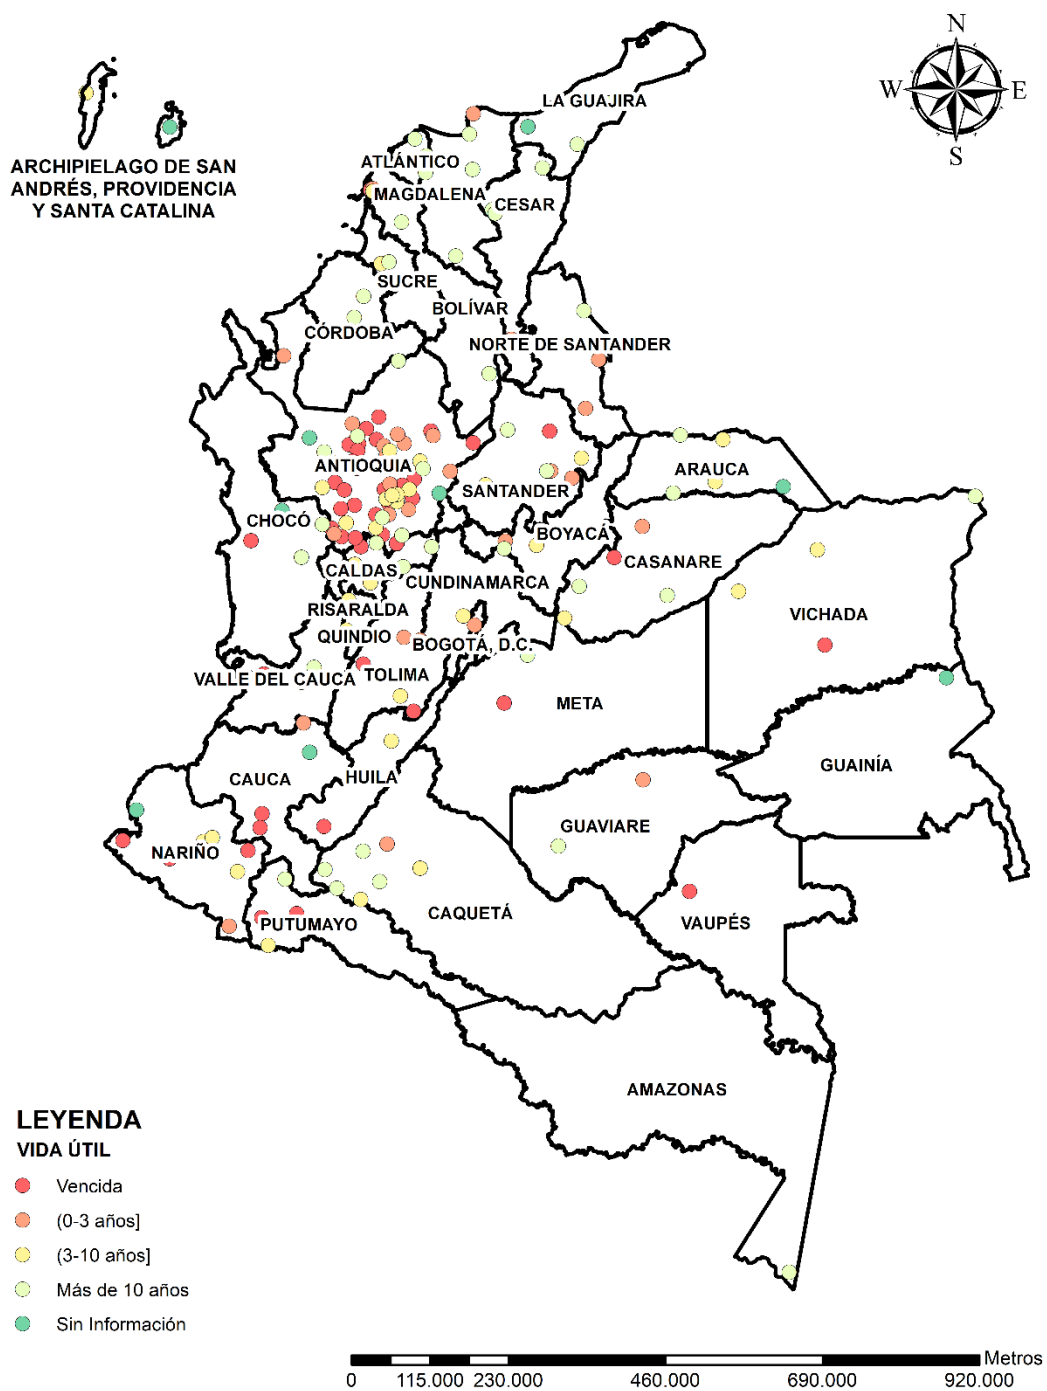 N
W
E
S
LA GUAJIRA
ARCHIPIELAGO DE SAN
ANDRÉS, PROVIDENCIA
Y SANTA CATALINA
ATLÁNTICO
MAGDALENA
CESAR
SUCRE
BOLÍVAR
CÓRDOBA
NORTE DE SANTANDER
ANTIOQUIA
ARAUCA
SANTANDER
CHOCÓ
BOYACÁ
CASANARE
CALDAS
CUNDINAMARCA
RISARALDA
VICHADA
QUINDIO
BOGOTÁ, D.C.
VALLE DEL CAUCA
TOLIMA
META
GUAINÍA
CAUCA
HUILA
GUAVIARE
NARIÑO
CAQUETÁ
VAUPÉS
PUTUMAYO
AMAZONAS
LEYENDA
VIDA ÚTIL
Vencida
(0-3 años]
(3-10 años]
Más de 10 años
Sin Información
Metros
0 115.000 230.000 460.000 690.000 920.000